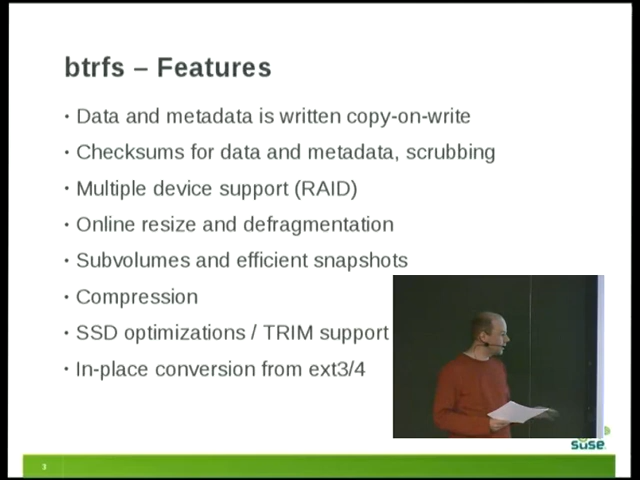 btrfs – Features
• Data and metadata is written copy-on-write
• Checksums for data and metadata, scrubbing
• Multiple device support (RAID)
• Online resize and defragmentation
• Subvolumes and efficient snapshots
• Compression
• SSD optimizations / TRIM support
• In-place conversion from ext3/4
suse
3